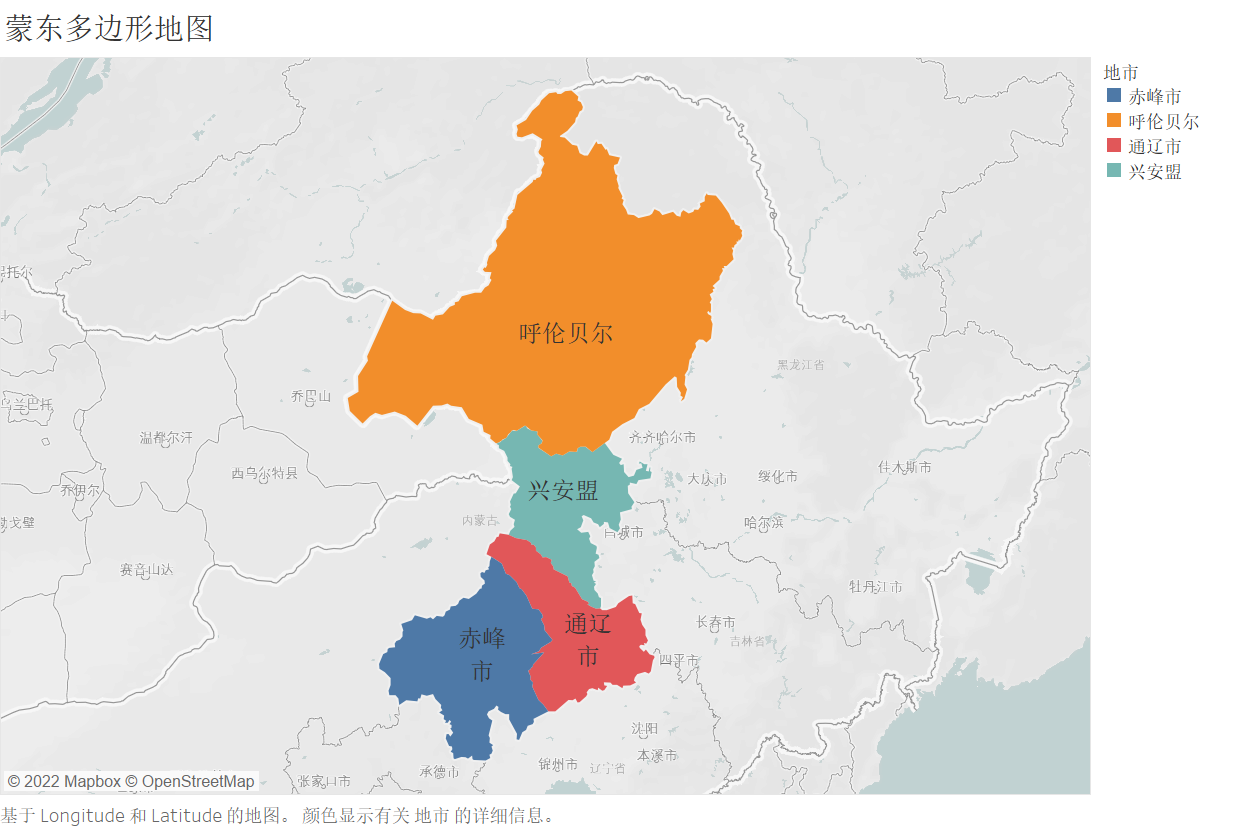 蒙东多边形地图
地市
赤峰市
呼伦贝尔
通辽市
兴安盟
呼伦贝尔
黑龙江省
乔巴山
乌兰巴托
温都尔汗
齐齐哈尔市
西乌尔特县
大庆市
绥化市
佳木斯市
乔伊尔
兴安盟
内蒙古
哈尔滨
白城市
赛音山达
牡丹江市
通辽
市
长春市
吉林省
赤峰
市
四平市
沈阳
本溪市
锦州市
辽宁省
承德市
张家口市
© 2022 Mapbox © OpenStreetMap
基于 Longitude 和 Latitude 的地图。 颜色显示有关 地市 的详细信息。